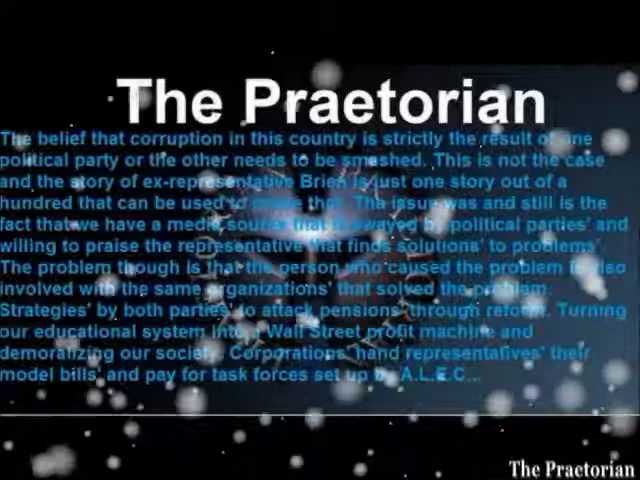 The Praetorian
The belief that corruption in this country is strictly the result of one
political party or the other needs to be smashed. This is not the case
and the story of ex-representative Brien is just one story out of a
hundred that can be used to that. The issue was and still is the
fact that we have a media source that is swayed by political parties' and
willing to praise the representative that finds solutions' to problems'.
The problem though is that the person who caused the problem is also
involved with the same organizations' that solved the problem.
Strategies' by both parties' to attack pensions' through reform. Turning
our educational system into a Wall Street profit machine and
demoralizing our society. Corporations' hand representatives' their
model bills' and pay for task forces set up by A.L.E.C...
The Praetorian